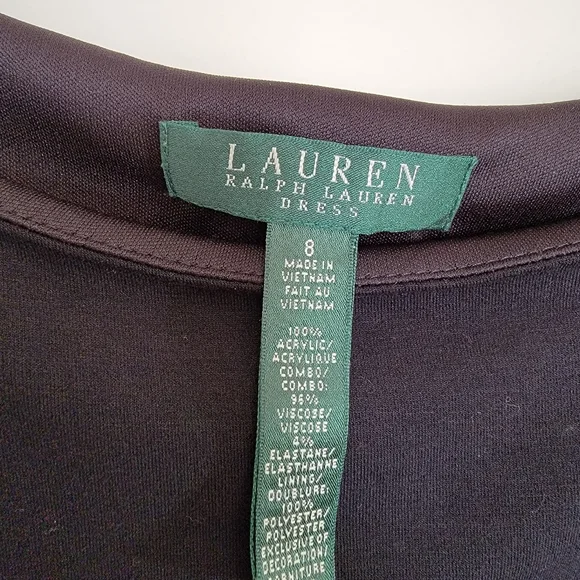 LAUREN
RALPH LAUREN
DRESS
8
MADE IN
VIETNAM
FAIT AU
VIETNAM
100%
ACRYLIC/
ACRYLIQUE
COMBO/
COMBO:
96%
VISCOSE/
VISCOSE
4%
ELASTANE/
ELASTHANNE
LINING/
DOUBLURE:
100%
POLYESTER/
POLYESTER
EXCLUSIVE OF
DECORATION/
GARNITURE